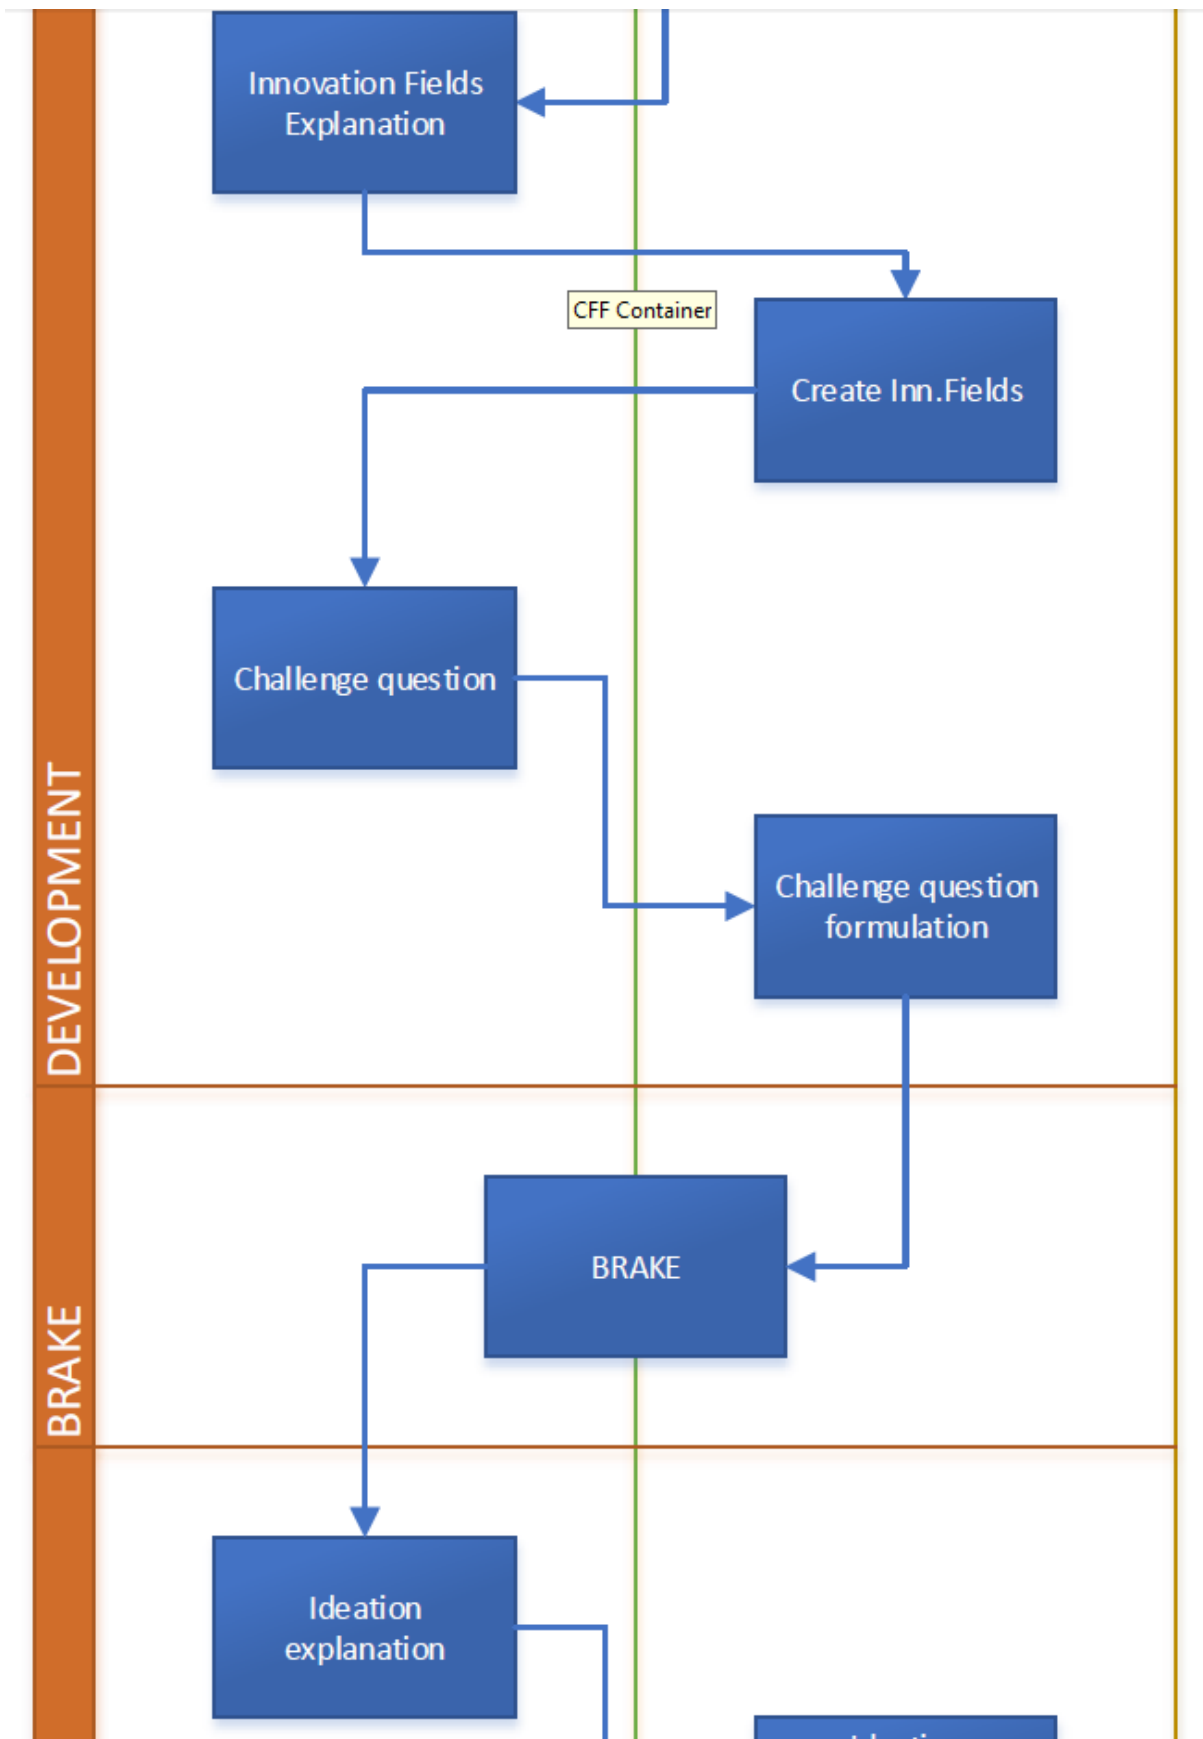 Innovation Fields
Explanation
CFF Container
Create Inn.Fields
Challenge question
DEVELOPMENT
Challenge question
formulation
BRAKE
BRAKE
Ideation
explanation